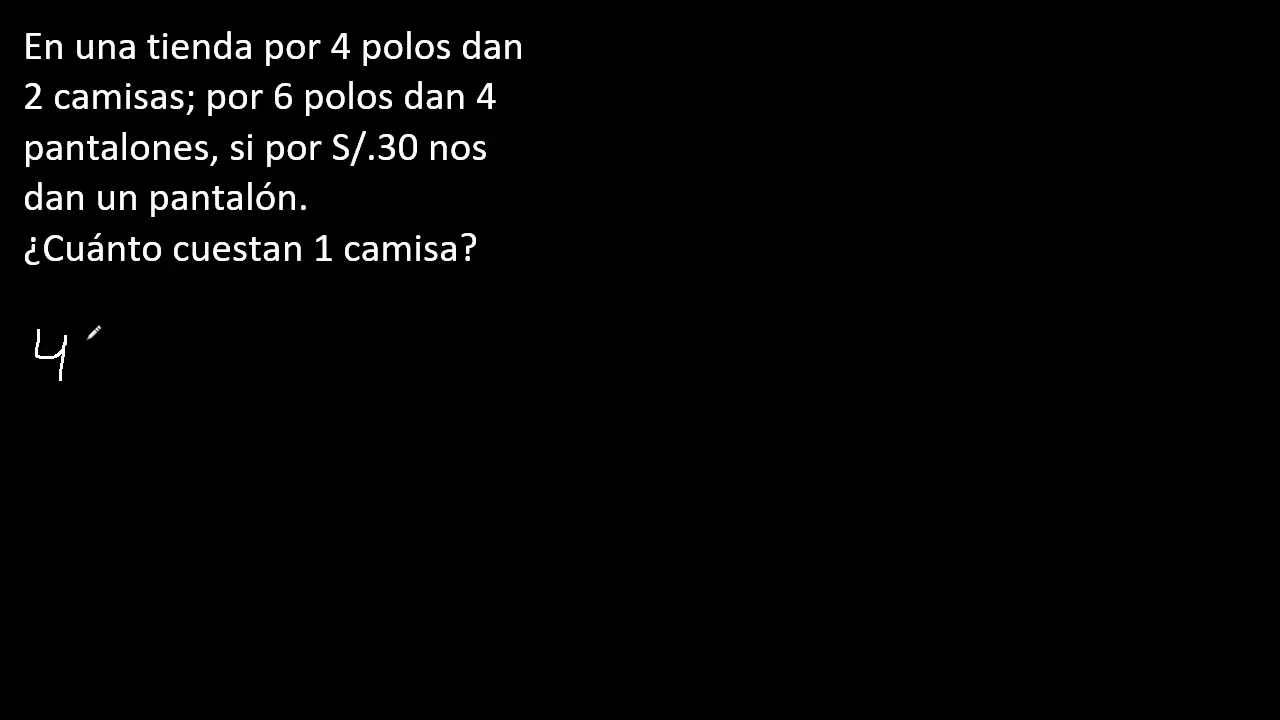 En una tienda por 4 polos dan
2 camisas; por 6 polos dan 4
pantalones, si por S/.30 nos
dan un pantalón.
¿Cuánto cuestan 1 camisa?
4